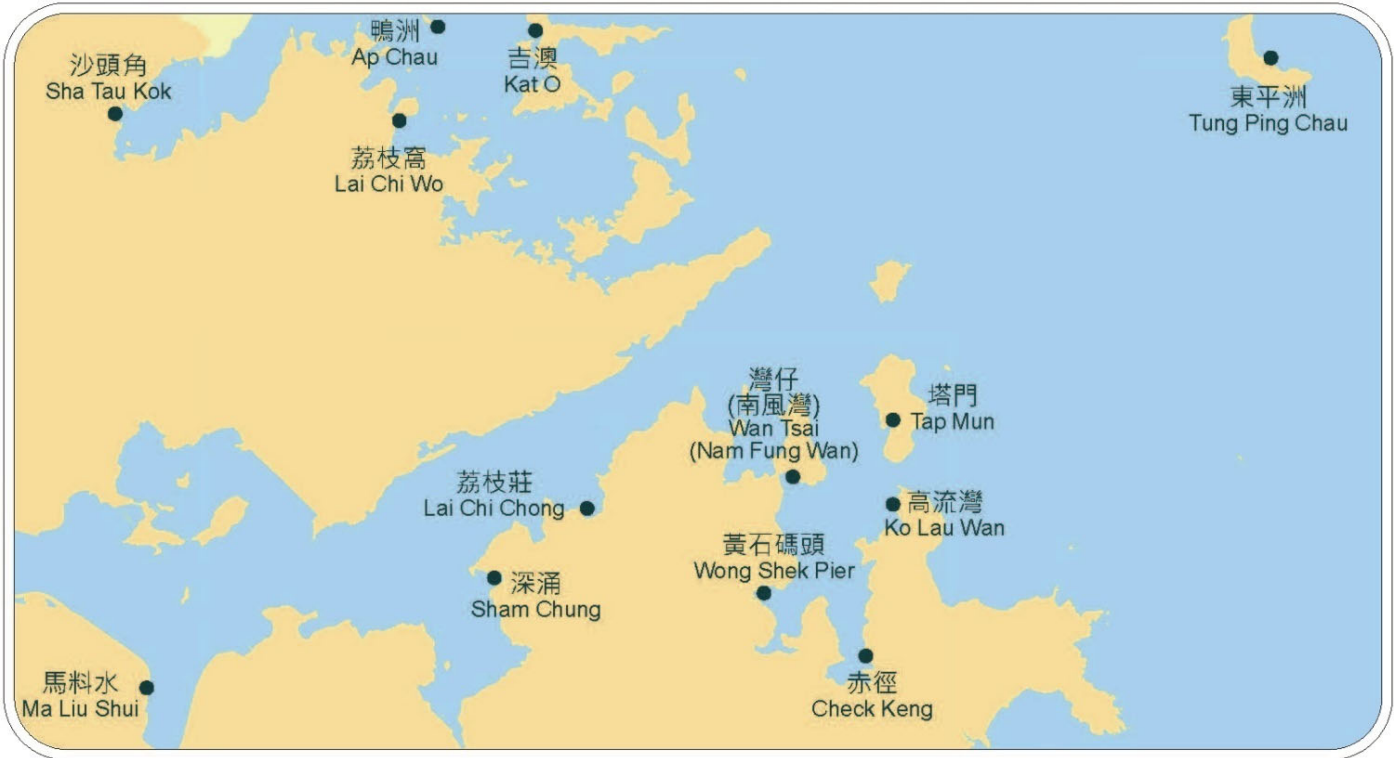 鴨洲
Ap Chau
吉澳
Kat O
沙頭角
Sha Tau Kok
東平洲
Tung Ping Chau
荔枝窩
Lai Chi Wo
灣仔
(南風灣)
Wan Tsai
(Nam Fung Wan)
塔門
Tap Mun
荔枝莊
Lai Chi Chong
高流灣
Ko Lau Wan
黃石碼頭
Wong Shek Pier
深涌
Sham Chung
馬料水
Ma Liu Shui
赤徑
Check Keng